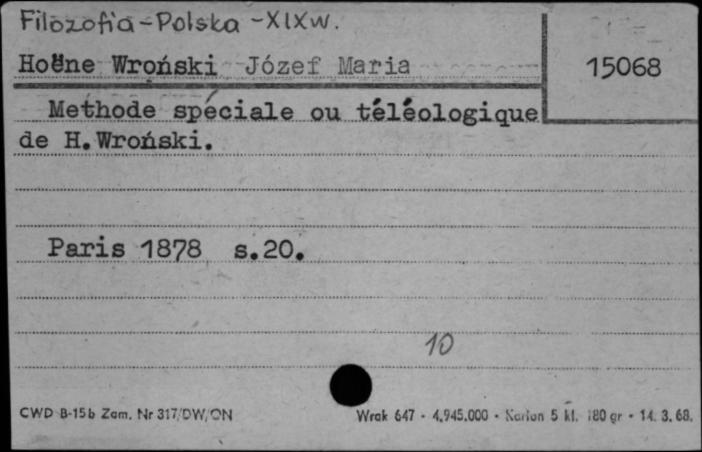 Filozofia-Polska-XIXw.
Hoëne Wroński Józef Maria
15068
Methode spéciale ou téléologique
de H.Wroński.
Paris 1878 s.20.
10
CWD B-15b Zam. Nr 317/DW/ON Wrak 647 - 4.945.000 - Karton 5 kl. 180 gr - 14. 3. 68.